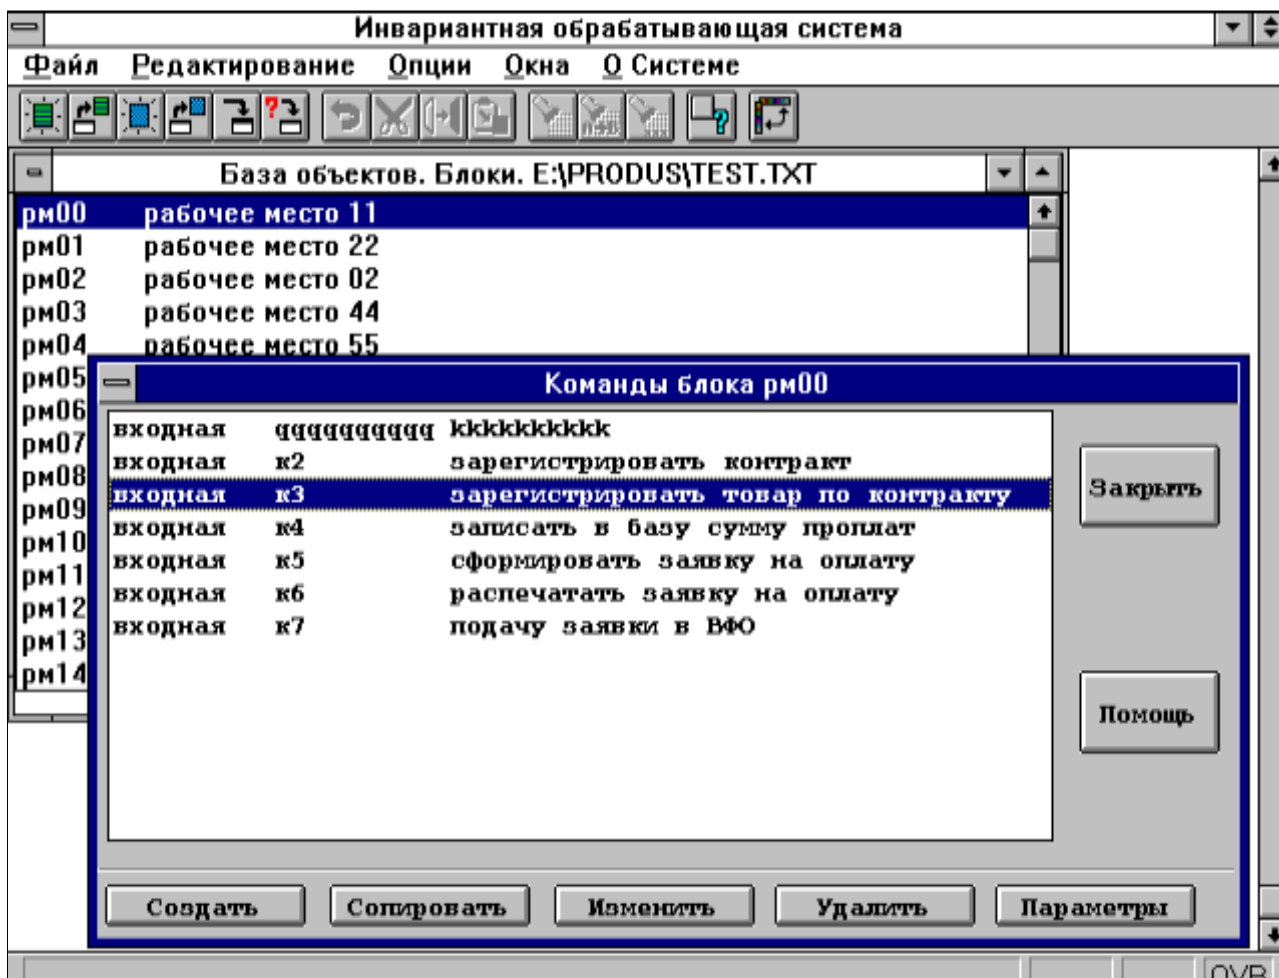 Инвариантная обрабатывающая система
Файл Редактирование Опции Окна О Системе
База объектов. Блоки. E:\PRODUS\TEST.TXT
рм00 рабочее место 11
рм01 рабочее место 22
рм02 рабочее место 02
рм03 рабочее место 44
рм04 рабочее место 55
рм05
рм06
рм07
рм08
рм09
рм10
рм11
рм12
рм13
рм14
Команды блока рм00
входная qqqqqqqqqq kkkkkkkkkk
входная к2 зарегистрировать контракт
входная к3 зарегистрировать товар по контракту
входная к4 записать в базу сумму проплат
входная к5 сформировать заявку на оплату
входная к6 распечатать заявку на оплату
входная к7 подачу заявки в ВФО
Закрыть
Помощь
Создать Сопировать Изменить Удалить Параметры
OVR